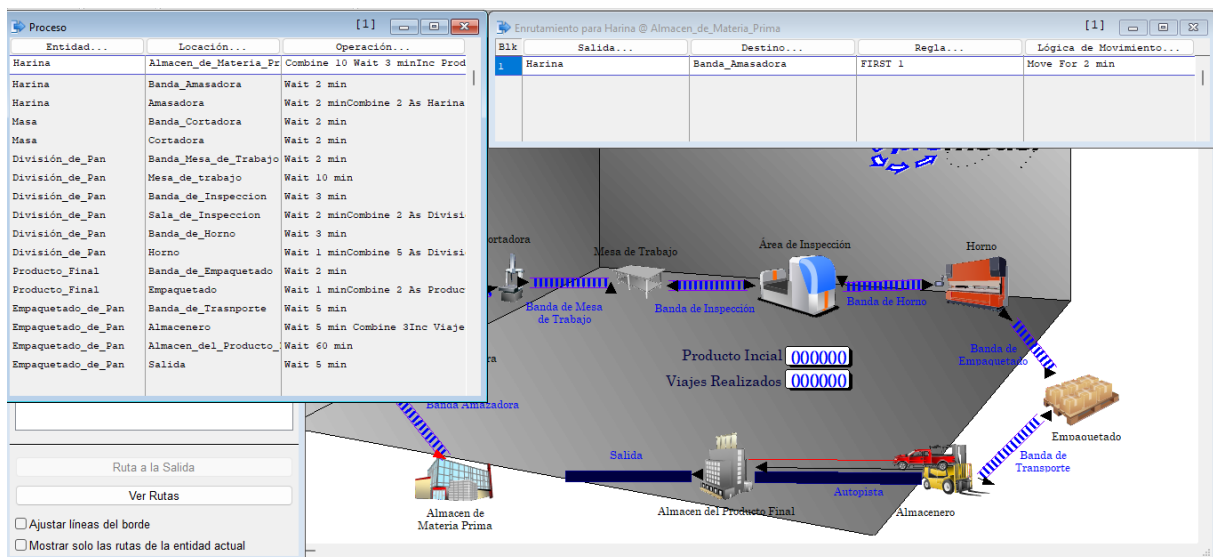 Proceso [1]
Entidad... Locación... Operación...
Harina Almacen_de_Materia_Pr Combine 10 Wait 3 minInc Prod
Harina Banda_Amasadora Wait 2 min
Harina Amasadora Wait 2 minCombine 2 As Harina
Masa Banda_Cortadora Wait 2 min
Masa Cortadora Wait 2 min
División_de_Pan Banda_Mesa_de_Trabajo Wait 2 min
División_de_Pan Mesa_de_trabajo Wait 10 min
División_de_Pan Banda_de_Inspeccion Wait 3 min
División_de_Pan Sala_de_Inspeccion Wait 2 minCombine 2 As Divisi
División_de_Pan Banda_de_Horno Wait 3 min
División_de_Pan Horno Wait 1 minCombine 5 As Divisi
Producto_Final Banda_de_Empaquetado Wait 2 min
Producto_Final Empaquetado Wait 1 minCombine 2 As Produc
Empaquetado_de_Pan Banda_de_Trasnporte Wait 5 min
Empaquetado_de_Pan Almacenero Wait 5 min Combine 3Inc Viaje
Empaquetado_de_Pan Almacen_del_Producto_ Wait 60 min
Empaquetado_de_Pan Salida Wait 5 min
Enrutamiento para Harina @ Almacen_de_Materia_Prima [1]
Blk Salida... Destino... Regla... Lógica de Movimiento...
1 Harina Banda_Amasadora FIRST 1 Move For 2 min
ortadora
Mesa de Trabajo
Área de Inspección
Horno
Banda de Mesa
de Trabajo
Banda de Inspección
Banda de Horno
Banda de
Empaquetado
Producto Incial 000000
Viajes Realizados 000000
ra
Banda Amazadora
Empaquetado
Banda de
Transporte
Salida
Autopista
Almacen de
Materia Prima
Almacen del Producto Final
Almacenero
Ruta a la Salida
Ver Rutas
Ajustar líneas del borde
Mostrar solo las rutas de la entidad actual